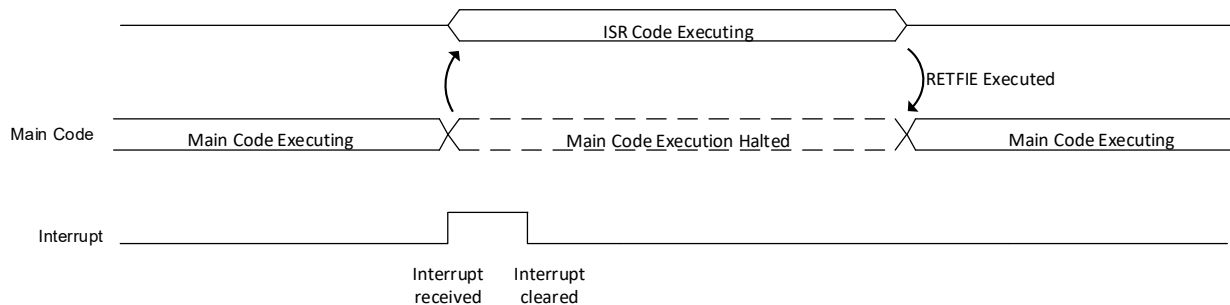 ISR Code Executing
RETFIE Executed
Main Code
Main Code Executing
Main Code Execution Halted
Main Code Executing
Interrupt
Interrupt
received
Interrupt
cleared